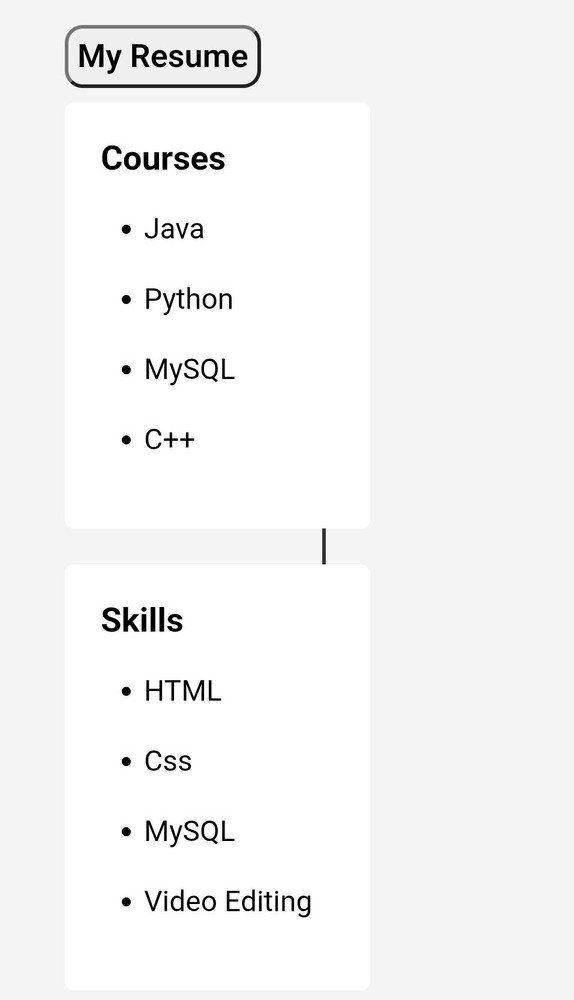 My Resume
Courses
Java
Python
MySQL
C++
Skills
HTML
Css
MySQL
Video Editing